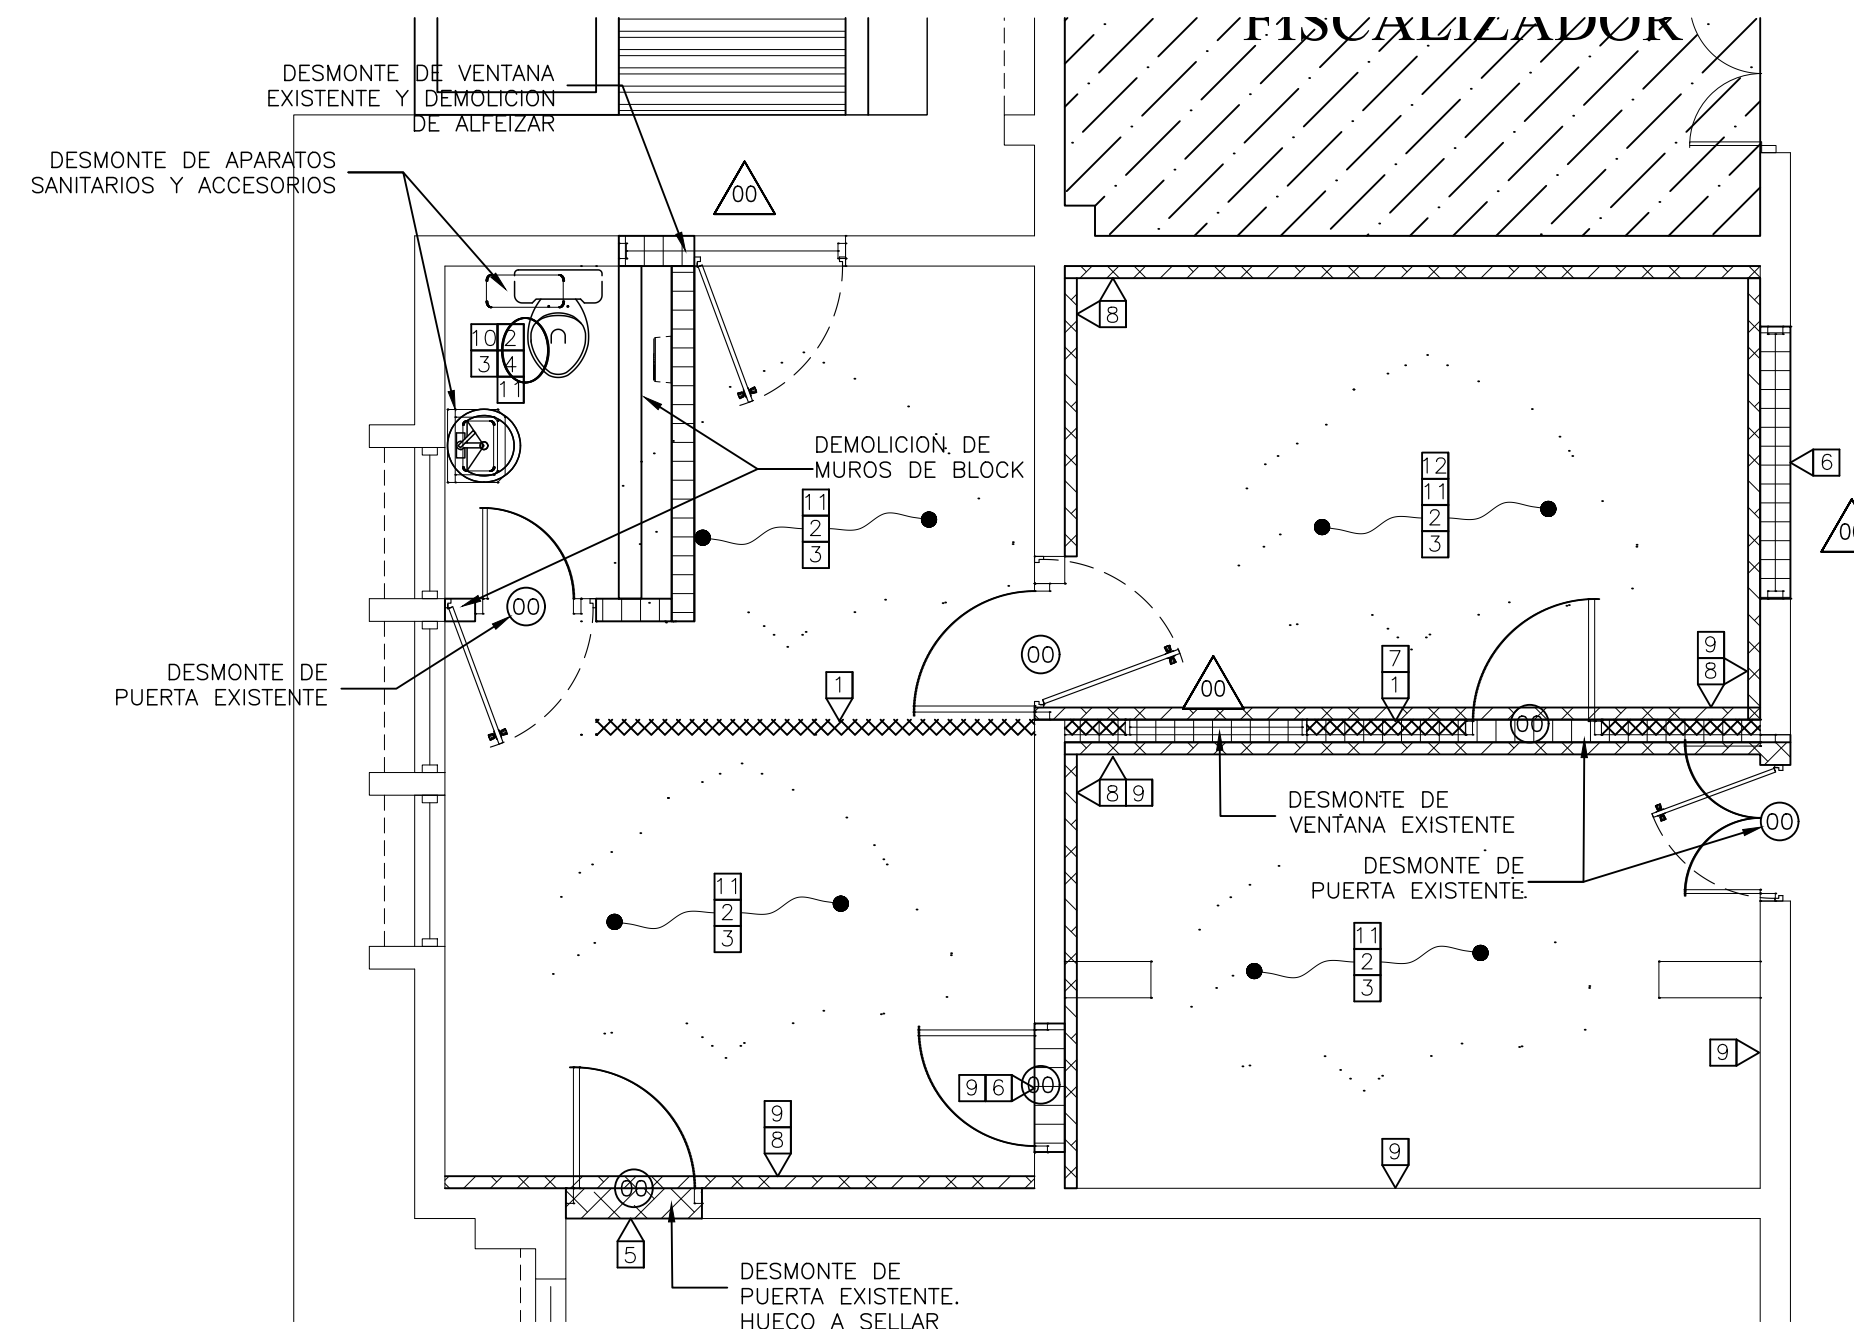 FISCALIZADOR
DESMONTE DE VENTANA
EXISTENTE Y DEMOLICION
DE ALFEIZAR
DESMONTE DE APARATOS
SANITARIOS Y ACCESORIOS
00
8
10 2
3 4
11
DEMOLICION DE
MUROS DE BLOCK
6
12
11
2
3
11
2
3
00
00
00
DESMONTE DE
PUERTA EXISTENTE
1
00
7
1
9
8
00
8 9
DESMONTE DE
VENTANA EXISTENTE
00
DESMONTE DE
PUERTA EXISTENTE.
11
2
3
11
2
3
9
9 6
00
9
8
9
00
5
DESMONTE DE
PUERTA EXISTENTE.
HUECO A SELLAR